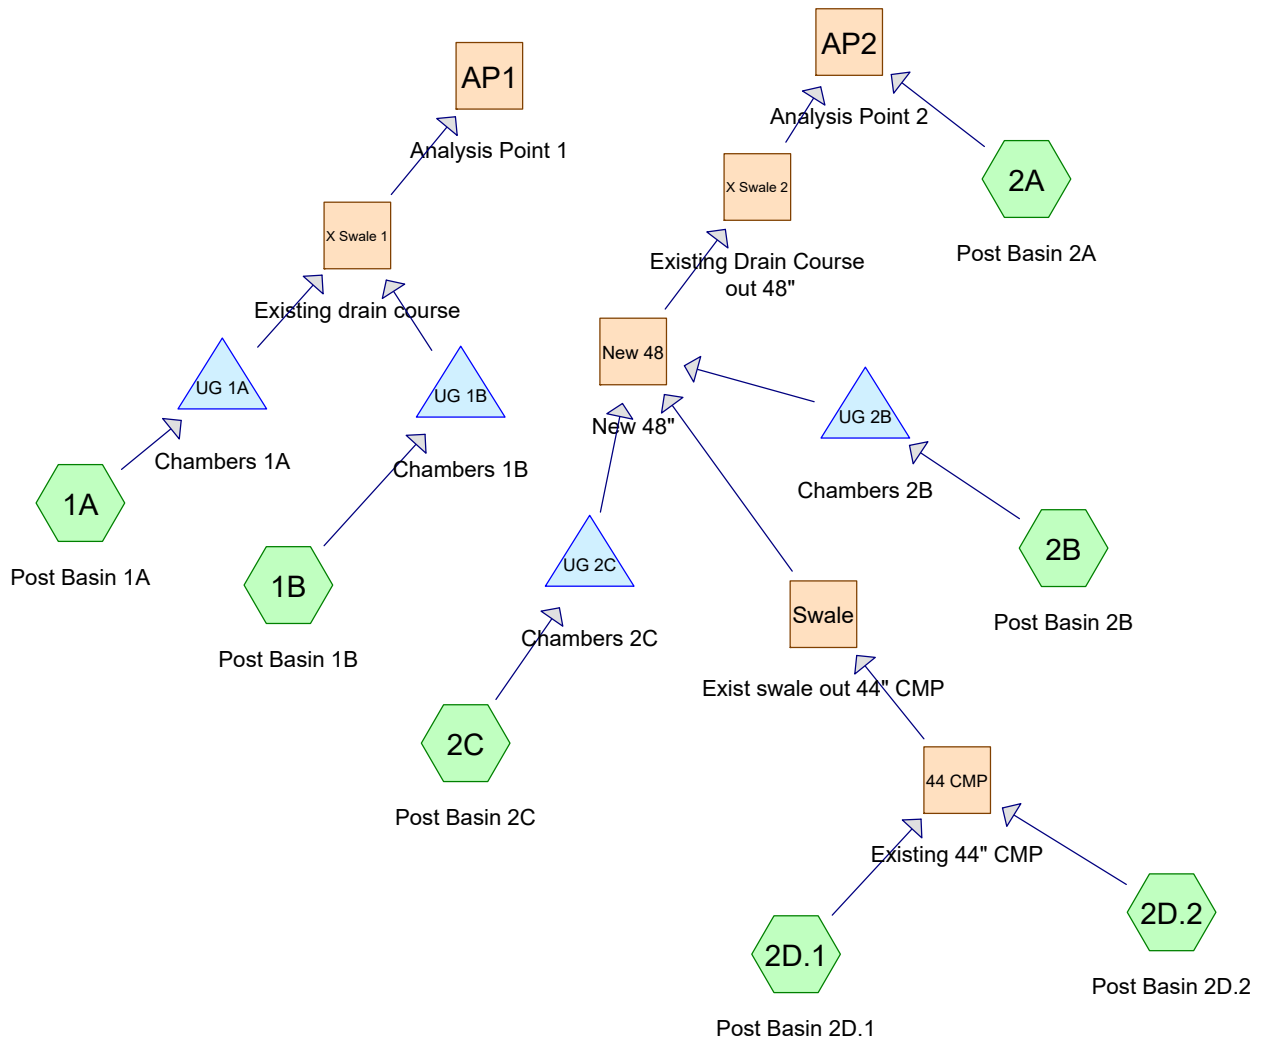 AP2
AP1
Analysis Point 2
Analysis Point 1
2A
X Swale 2
X Swale 1
Post Basin 2A
Existing Drain Course
out 48"
Existing drain course
New 48
UG 1A
UG 1B
UG 2B
New 48"
Chambers 1A
Chambers 1B
Chambers 2B
1A
2B
UG 2C
Post Basin 1A
1B
Swale
Post Basin 2B
Chambers 2C
Post Basin 1B
Exist swale out 44" CMP
2C
44 CMP
Post Basin 2C
Existing 44" CMP
2D.2
2D.1
Post Basin 2D.2
Post Basin 2D.1